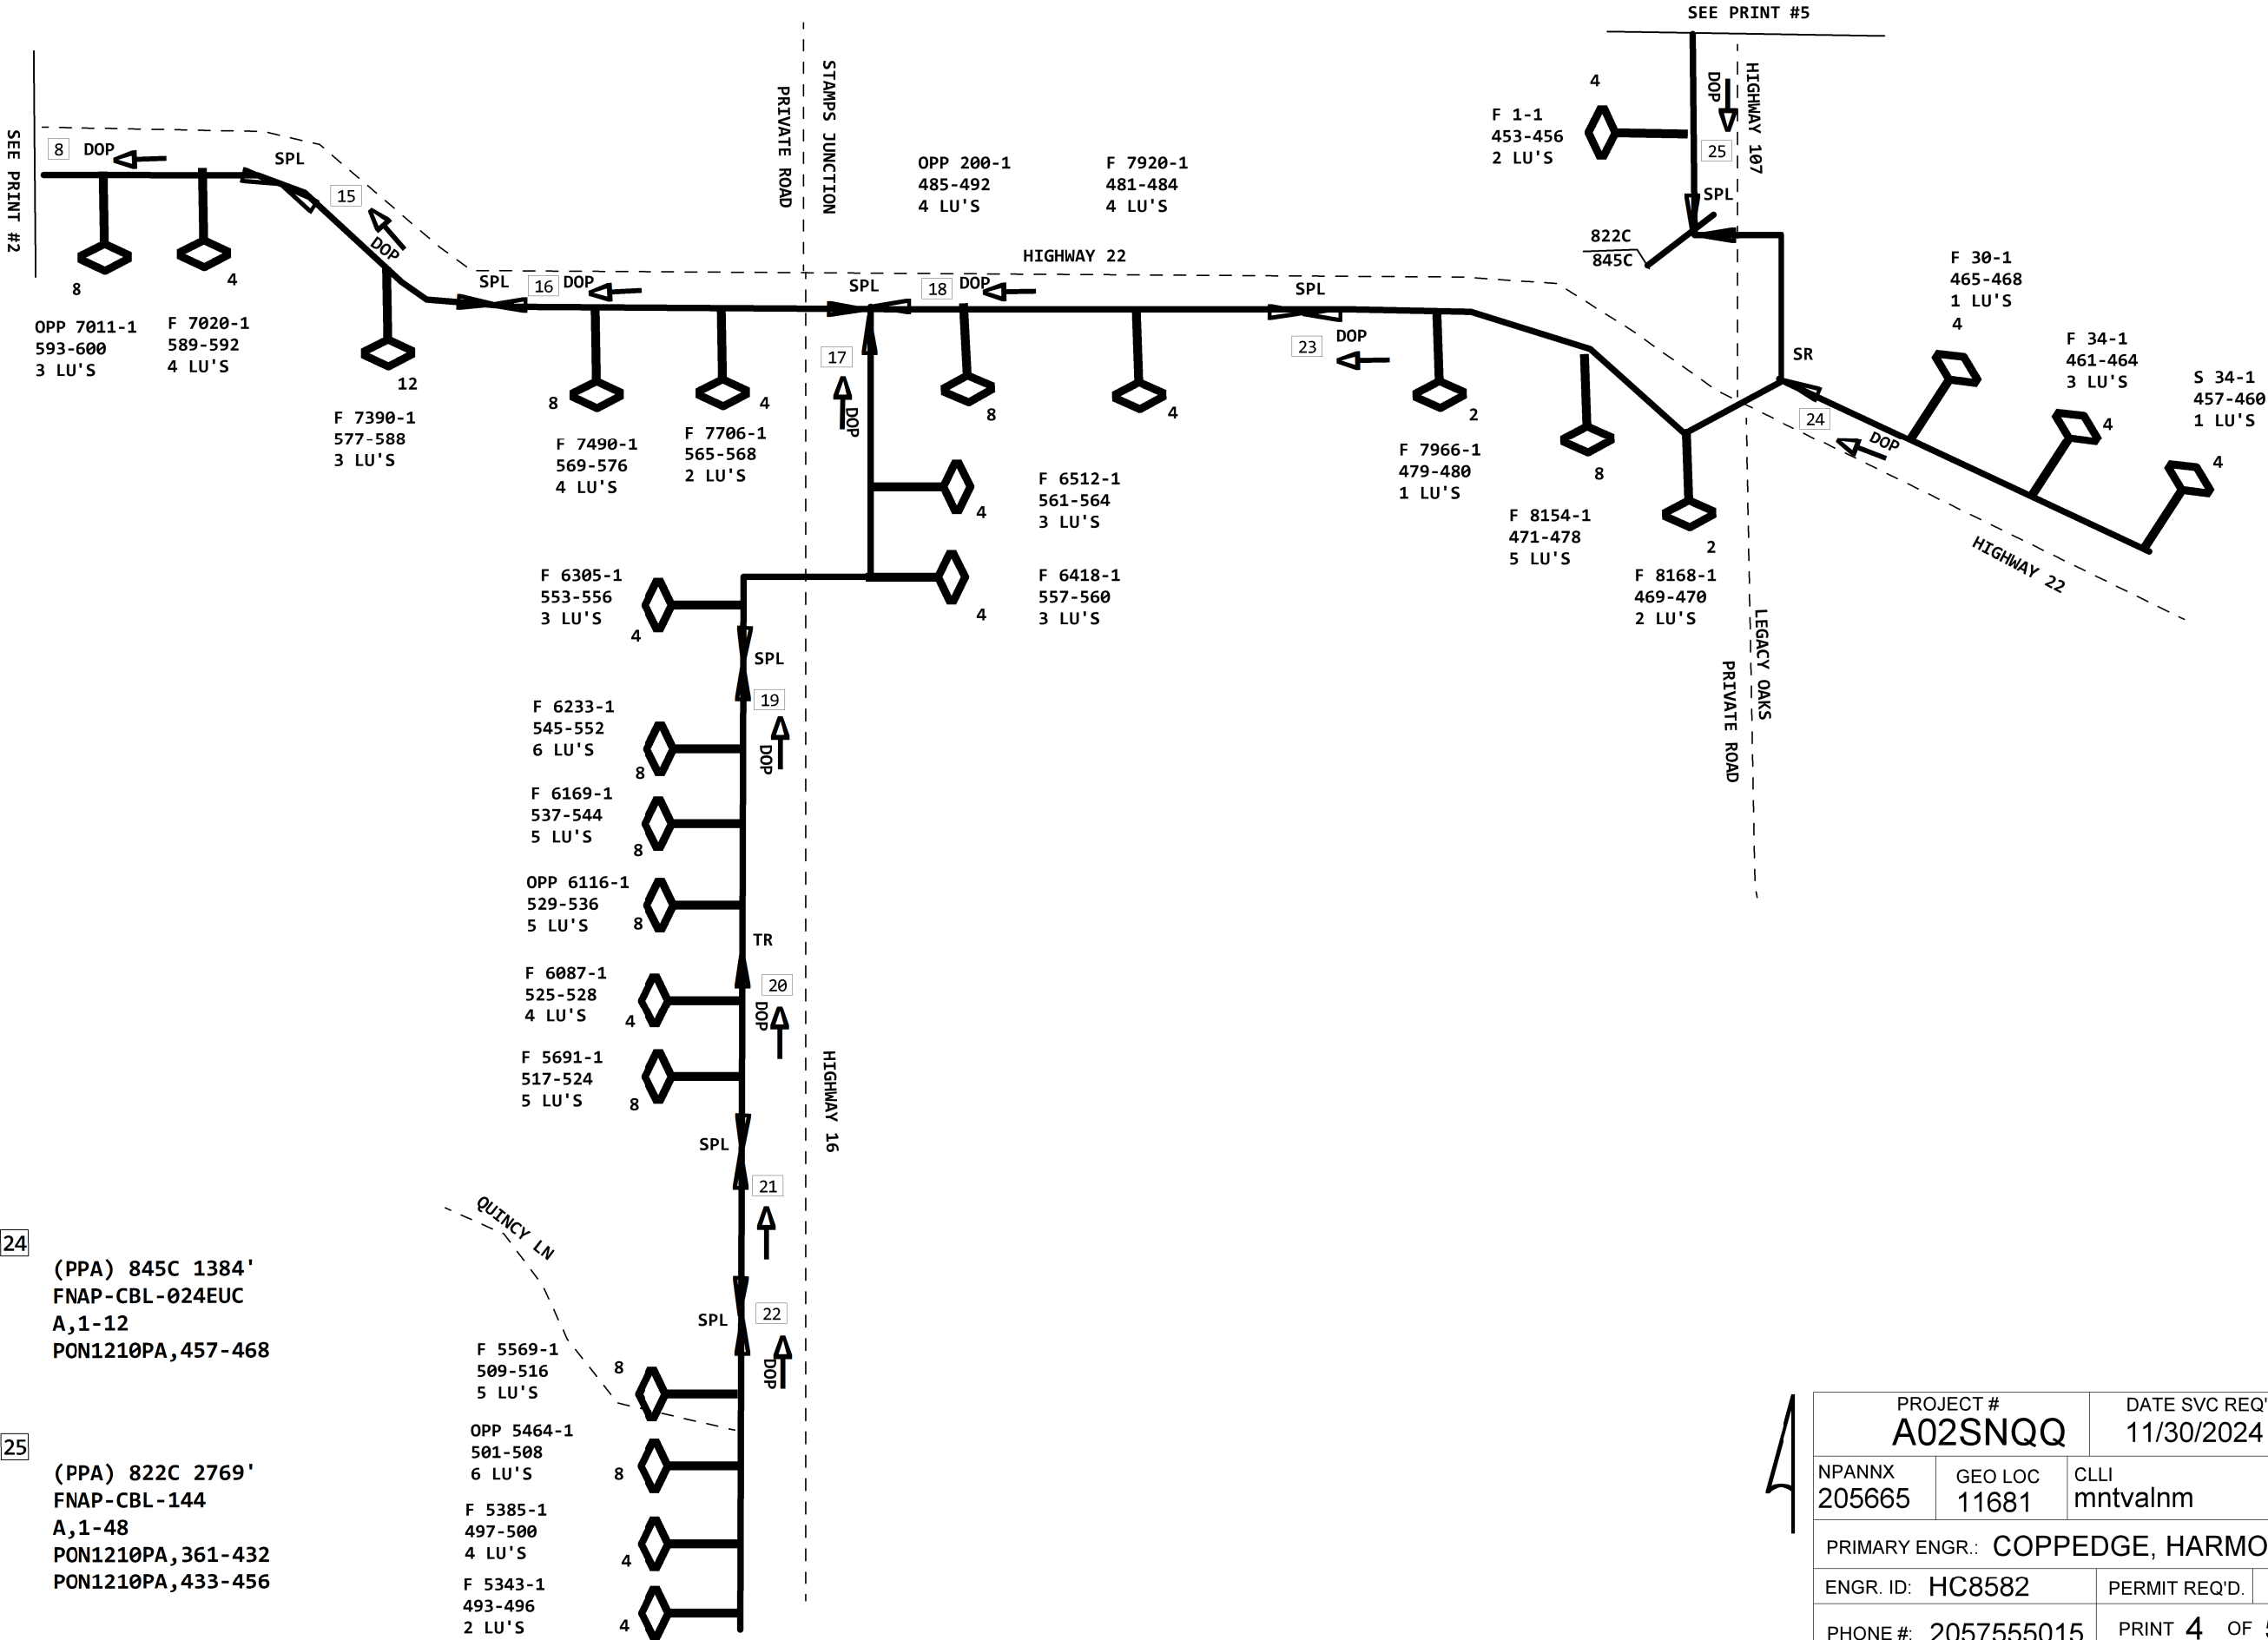 SEE PRINT #5
SEE PRINT #2
8
DOP
SPL
15
DOP
8
4
OPP 7011-1
593-600
3 LU'S
F 7020-1
589-592
4 LU'S
12
F 7390-1
577-588
3 LU'S
SPL
16
DOP
8
F 7490-1
569-576
4 LU'S
4
F 7706-1
565-568
2 LU'S
PRIVATE ROAD
STAMPS JUNCTION
OPP 200-1
485-492
4 LU'S
F 7920-1
481-484
4 LU'S
HIGHWAY 22
SPL
18
DOP
17
DOP
8
4
SPL
23
DOP
2
F 7966-1
479-480
1 LU'S
8
F 8154-1
471-478
5 LU'S
2
F 8168-1
469-470
2 LU'S
4
F 1-1
453-456
2 LU'S
DOP
HIGHWAY 107
25
SPL
822C
845C
SR
24
DOP
F 30-1
465-468
1 LU'S
4
F 34-1
461-464
3 LU'S
4
S 34-1
457-460
1 LU'S
4
HIGHWAY 22
LEGACY OAKS
PRIVATE ROAD
F 6512-1
561-564
3 LU'S
4
F 6418-1
557-560
3 LU'S
4
F 6305-1
553-556
3 LU'S
4
SPL
19
DOP
F 6233-1
545-552
6 LU'S
8
F 6169-1
537-544
5 LU'S
8
OPP 6116-1
529-536
5 LU'S
8
TR
20
DOP
F 6087-1
525-528
4 LU'S
4
F 5691-1
517-524
5 LU'S
8
HIGHWAY 16
SPL
21
QUINCY LN
SPL
22
DOP
F 5569-1
509-516
5 LU'S
8
OPP 5464-1
501-508
6 LU'S
8
F 5385-1
497-500
4 LU'S
4
F 5343-1
493-496
2 LU'S
4
24
(PPA) 845C 1384'
FNAP-CBL-024EUC
A,1-12
PON1210PA,457-468
25
(PPA) 822C 2769'
FNAP-CBL-144
A,1-48
PON1210PA,361-432
PON1210PA,433-456
PROJECT #
A02SNQQ
DATE SVC REQ'
11/30/2024
NPANNX
205665
GEO LOC
11681
CLLI
mntvalnm
PRIMARY ENGR.: COPPEDGE, HARMO
ENGR. ID: HC8582
PERMIT REQ'D.
PHONE #: 2057555015
PRINT 4 OF